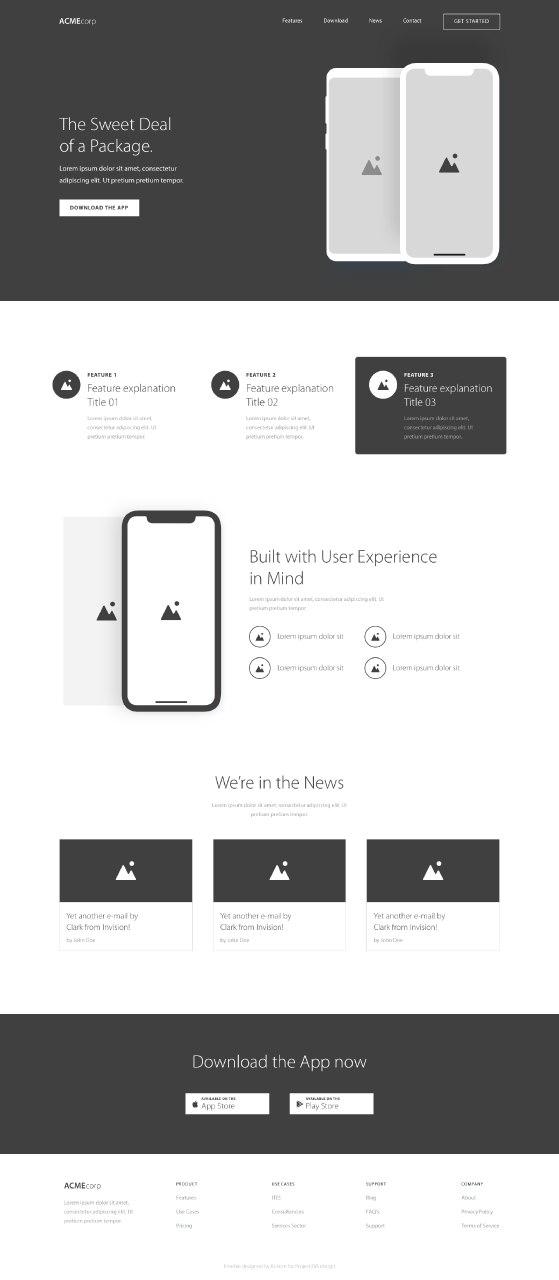 ACMEcorp
Features
Download
News
Contact
GET STARTED
The Sweet Deal
of a Package.
Lorem ipsum dolor sit amet, consectetur
adipiscing elit. Ut pretium pretium tempor.
DOWNLOAD THE APP
FEATURE 1
Feature explanation
Title 01
Lorem ipsum dolor sit amet,
consectetur adipiscing elit. Ut
pretium pretium tempor.
FEATURE 2
Feature explanation
Title 02
Lorem ipsum dolor sit amet,
consectetur adipiscing elit. Ut
pretium pretium tempor.
FEATURE 3
Feature explanation
Title 03
Lorem ipsum dolor sit amet,
consectetur adipiscing elit. Ut
pretium pretium tempor.
Built with User Experience
in Mind
Lorem ipsum dolor sit amet, consectetur adipiscing elit. Ut
pretium pretium tempor.
Lorem ipsum dolor sit
Lorem ipsum dolor sit
Lorem ipsum dolor sit
Lorem ipsum dolor sit
We're in the News
Lorem ipsum dolor sit amet, consectetur adipiscing elit. Ut
pretium pretium tempor.
Yet another e-mail by
Clark from Invision!
by John Doe
Yet another e-mail by
Clark from Invision!
by John Doe
Yet another e-mail by
Clark from Invision!
by John Doe
Download the App now
AVAILABLE ON THE
App Store
AVAILABLE ON THE
Play Store
ACMEcorp
Lorem ipsum dolor sit amet,
consectetur adipiscing elit. Ut
pretium pretium tempor.
PRODUCT
Features
Use Cases
Pricing
USE CASES
Consultancies
Services Sector
SUPPORT
Blog
FAQ's
Support
COMPANY
About
Privacy Policy
Terms of Service